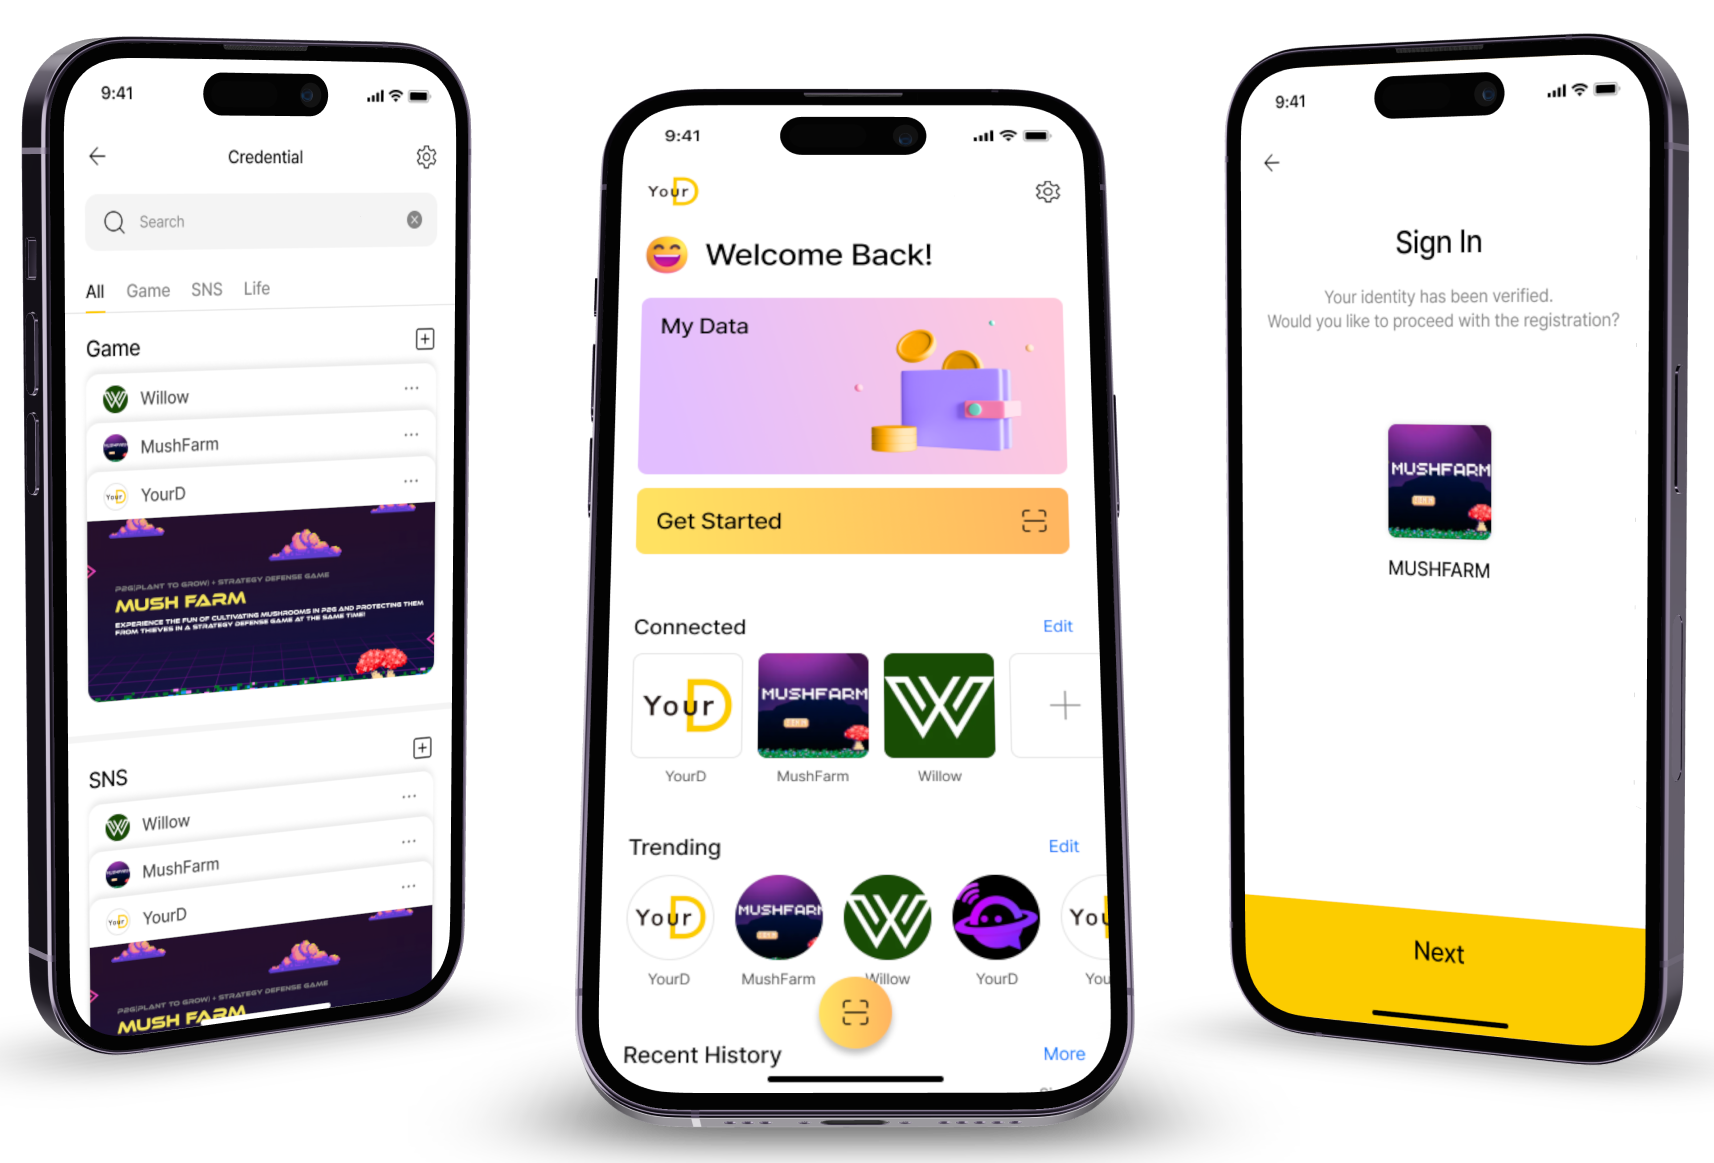 9:41
Credential
Search
All Game SNS Life
Game
Willow
MushFarm
YourD
P2G(PLANT TO GROW) + STRATEGY DEFENSE GAME
MUSH FARM
EXPERIENCE THE FUN OF CULTIVATING MUSHROOMS IN P2G AND PROTECTING THEM
FROM THIEVES IN A STRATEGY DEFENSE GAME AT THE SAME TIME!
SNS
Willow
MushFarm
YourD
P2G(PLANT TO GROW) + STRATEGY DEFENSE GAME
MUSH FARM
9:41
YourD
Welcome Back!
My Data
Get Started
Connected Edit
YourD
MUSHFARM
W
YourD MushFarm Willow
Trending Edit
YourD
MUSHFARM
W
You
YourD MushFarm Willow YourD You
Recent History More
9:41
Sign In
Your identity has been verified.
Would you like to proceed with the registration?
MUSHFARM
MUSHFARM
Next